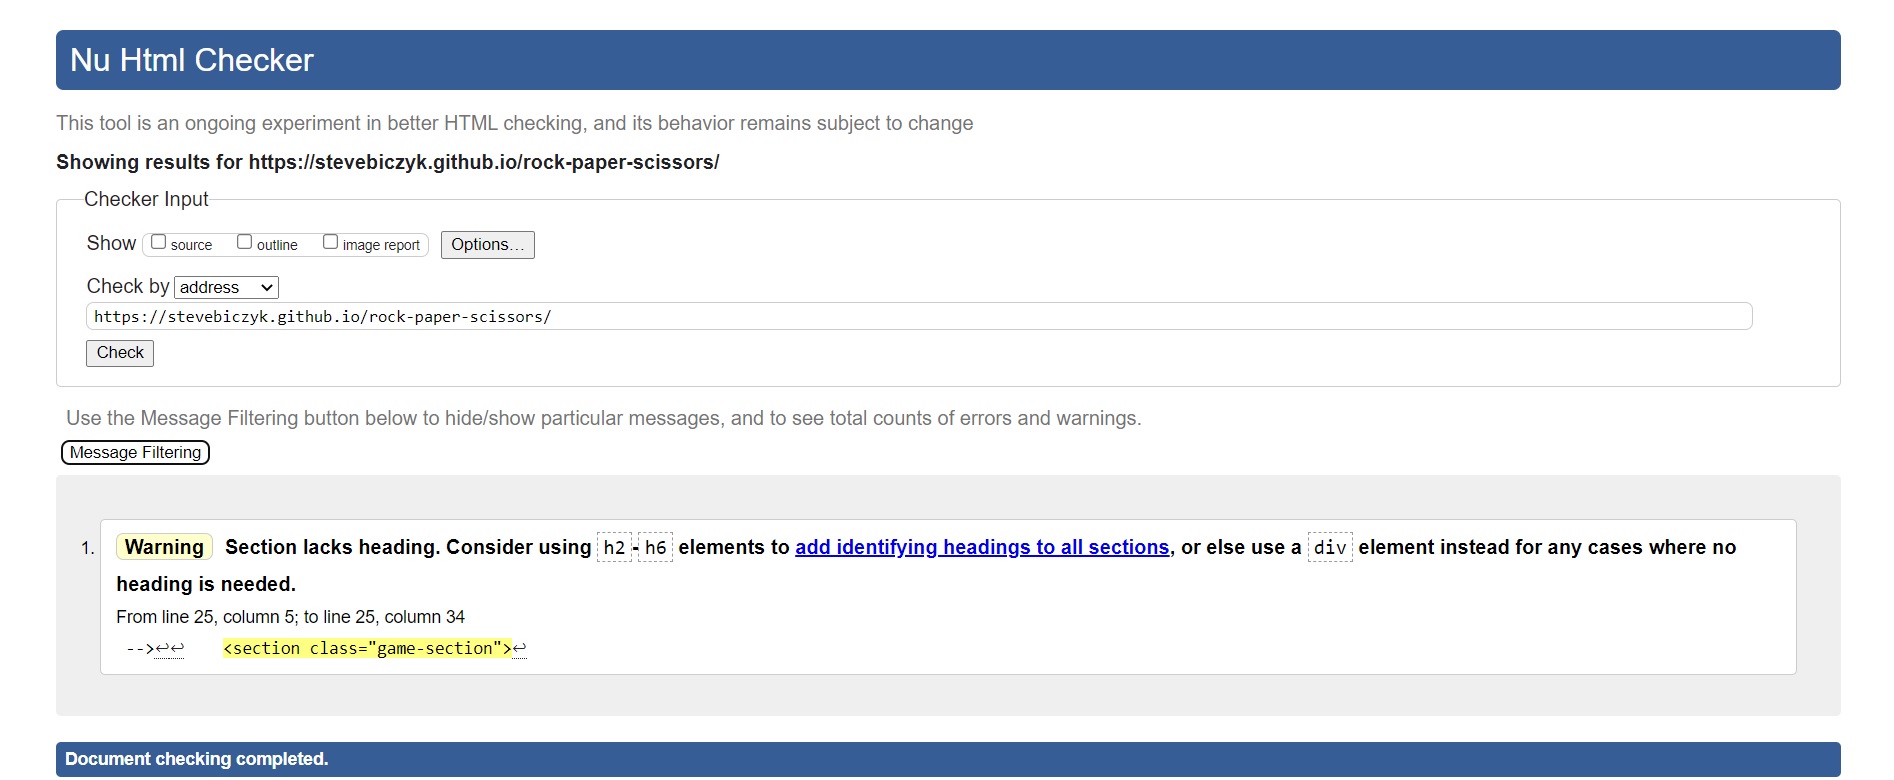 Nu Html Checker
This tool is an ongoing experiment in better HTML checking, and its behavior remains subject to change
Showing results for https://stevebiczyk.github.io/rock-paper-scissors/
Checker Input
Show source outline image report Options...
Check by address
https://stevebiczyk.github.io/rock-paper-scissors/
Check
Use the Message Filtering button below to hide/show particular messages, and to see total counts of errors and warnings.
Message Filtering
1. Warning Section lacks heading. Consider using h2-h6 elements to add identifying headings to all sections, or else use a div element instead for any cases where no
heading is needed.
From line 25, column 5; to line 25, column 34
-->↩↩ <section class="game-section">↩
Document checking completed.